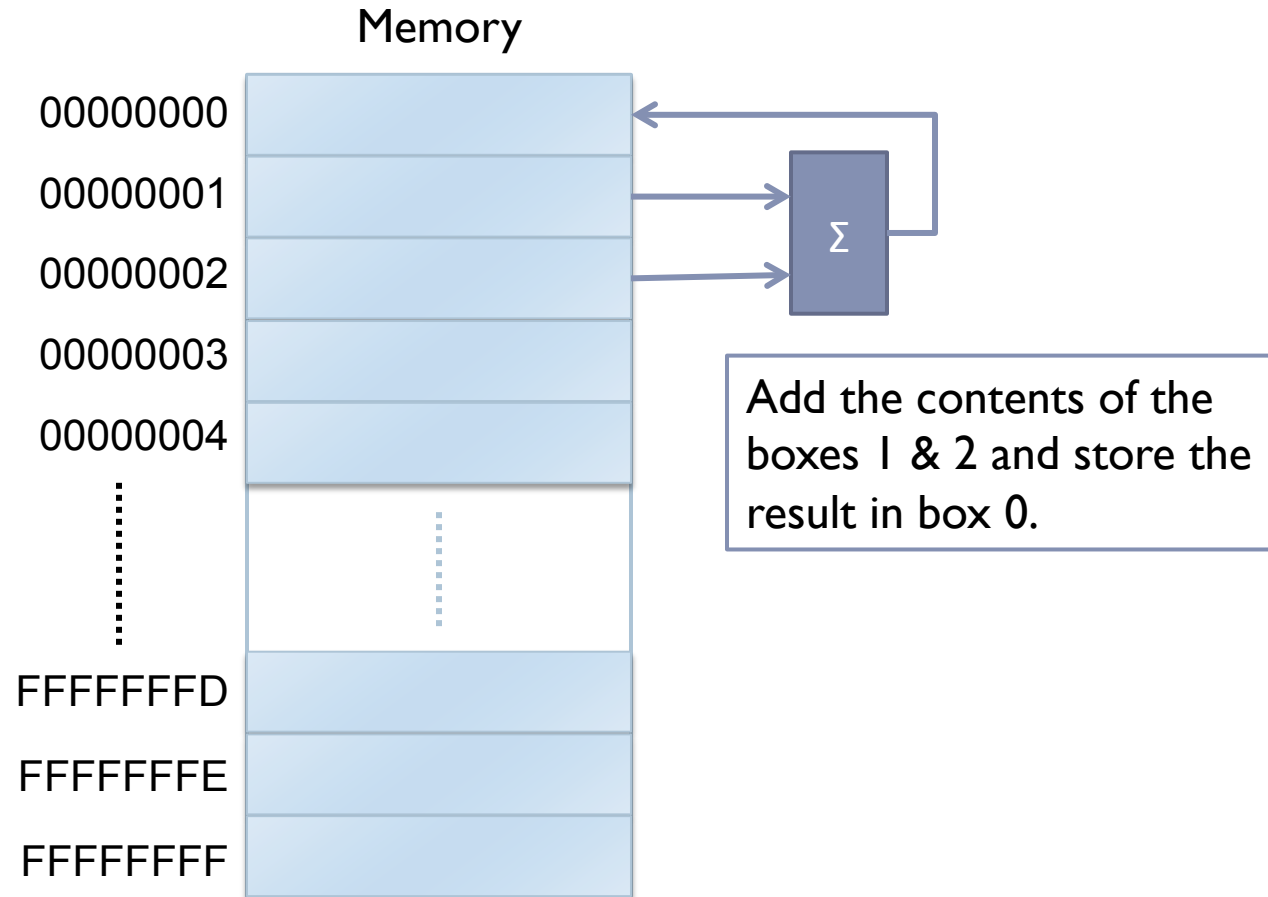 Memory
00000000
00000001
00000002
00000003
00000004
FFFFFFFD
FFFFFFFE
FFFFFFFF
Σ
Add the contents of the
boxes 1 & 2 and store the
result in box 0.